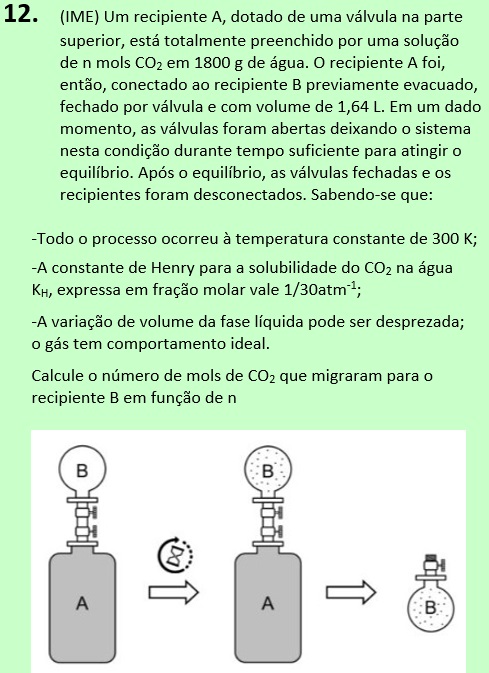 12. (IME) Um recipiente A, dotado de uma válvula na parte
superior, está totalmente preenchido por uma solução
de n mols CO₂ em 1800 g de água. O recipiente A foi,
então, conectado ao recipiente B previamente evacuado,
fechado por válvula e com volume de 1,64 L. Em um dado
momento, as válvulas foram abertas deixando o sistema
nesta condição durante tempo suficiente para atingir o
equilíbrio. Após o equilíbrio, as válvulas fechadas e os
recipientes foram desconectados. Sabendo-se que:
-Todo o processo ocorreu à temperatura constante de 300 K;
-A constante de Henry para a solubilidade do CO₂ na água
K_H, expressa em fração molar vale 1/30atm⁻¹;
-A variação de volume da fase líquida pode ser desprezada;
o gás tem comportamento ideal.
Calcule o número de mols de CO₂ que migraram para o
recipiente B em função de n
B
B
A
A
B